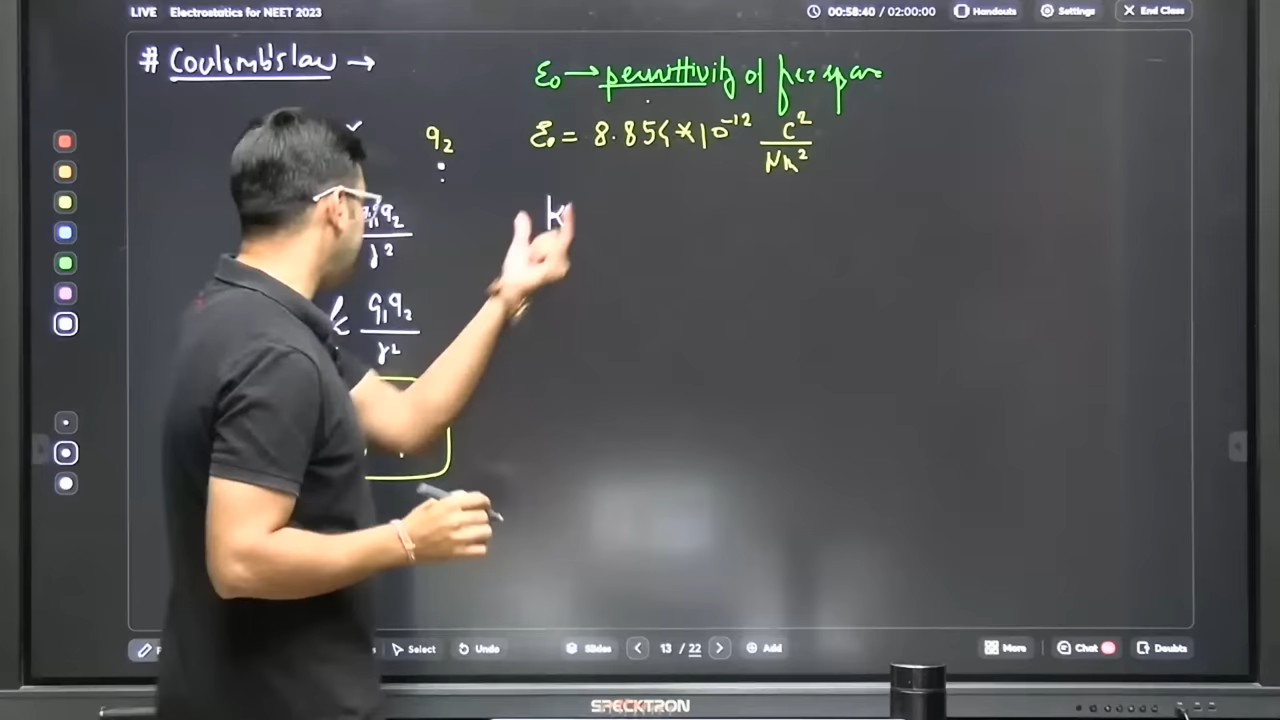 LIVE Electrostatics for NEET 2023 00:58:40 / 02:00:00 Handouts Settings End Class
# Coulomb's law →
ε₀ → permittivity of free space
q₂
ε₀ = 8.854 * 10⁻¹² C²/Nm²
k
q₁q₂/r²
k q₁q₂/r²
Select Undo Slides 13 / 22 Add More Chat Doubts
SPECKTRON